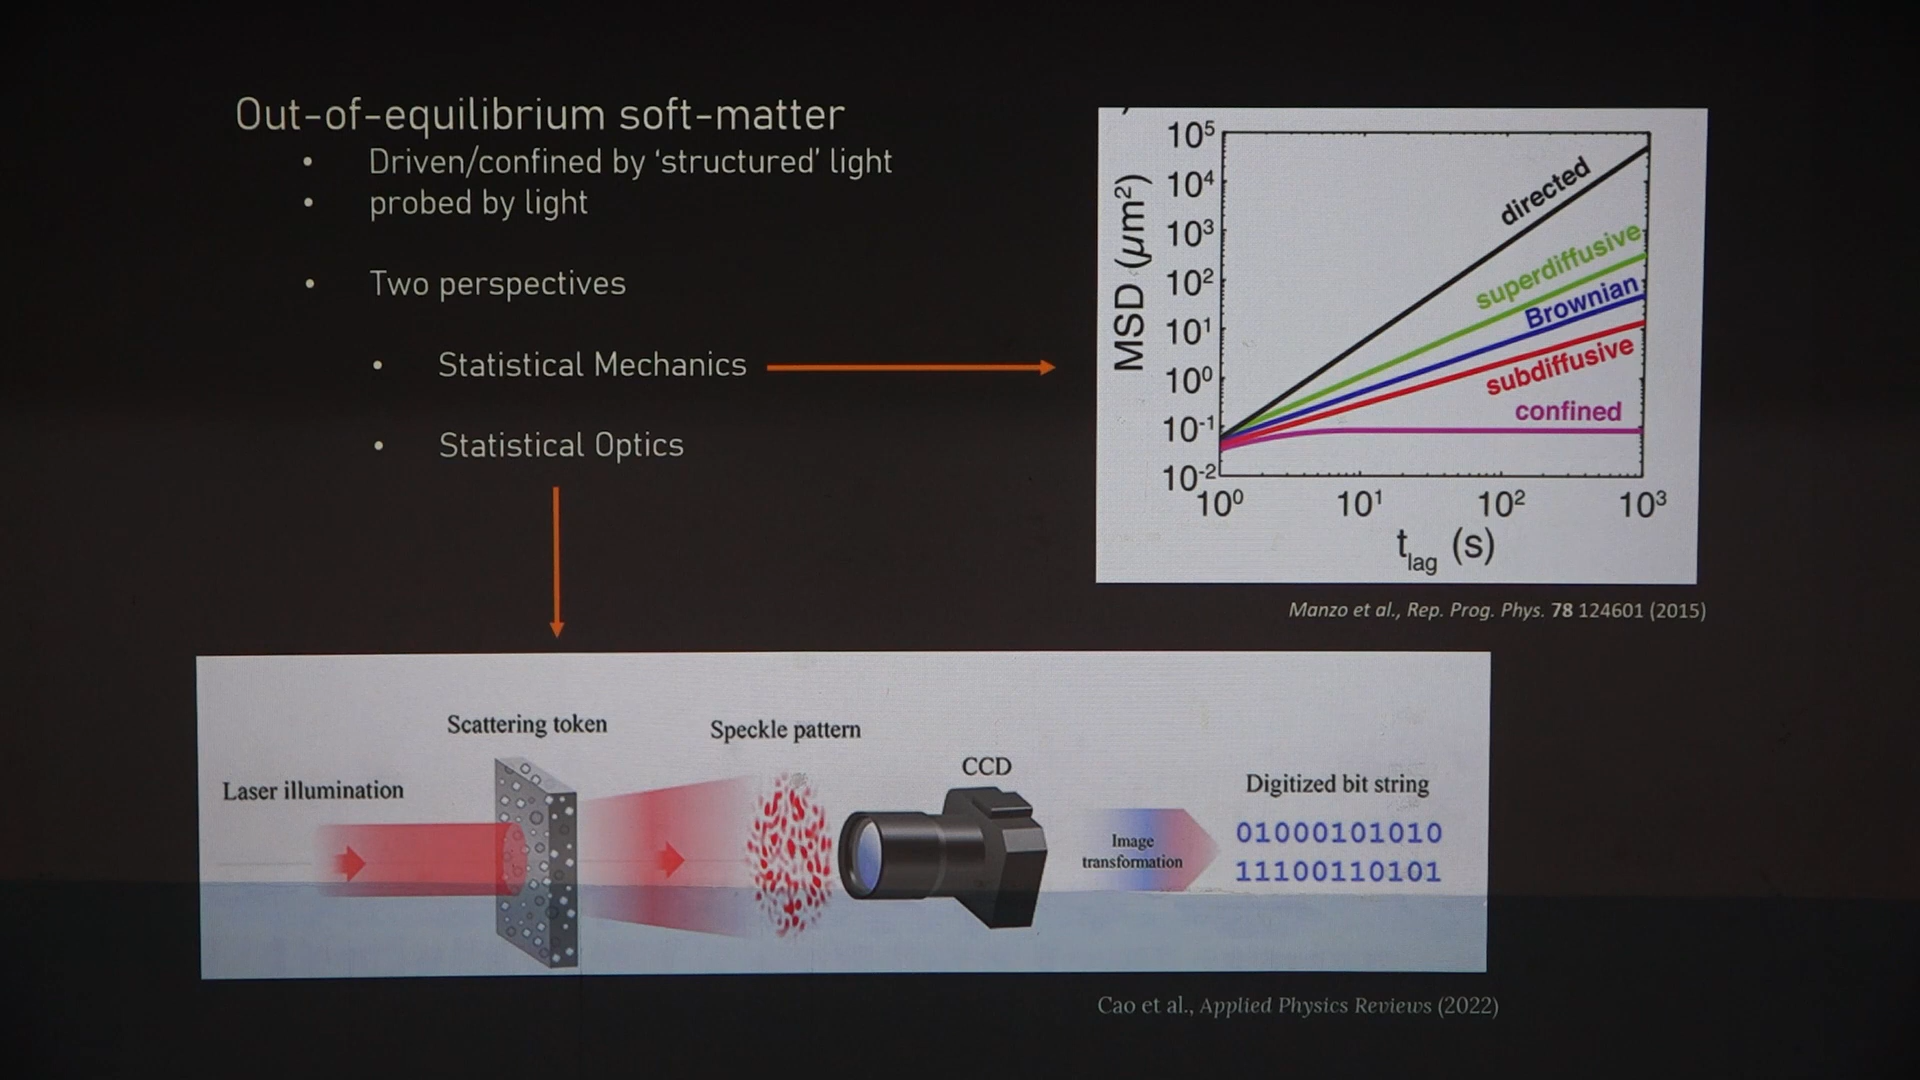 Out-of-equilibrium soft-matter
• Driven/confined by ‘structured’ light
• probed by light
• Two perspectives
• Statistical Mechanics
• Statistical Optics
MSD (μm²)
10⁵
10⁴
10³
10²
10¹
10⁰
10⁻¹
10⁻²
directed
superdiffusive
Brownian
subdiffusive
confined
10⁰ 10¹ 10² 10³
t_lag (s)
Manzo et al., Rep. Prog. Phys. 78 124601 (2015)
Laser illumination
Scattering token
Speckle pattern
CCD
Image
transformation
Digitized bit string
01000101010
11100110101
Cao et al., Applied Physics Reviews (2022)